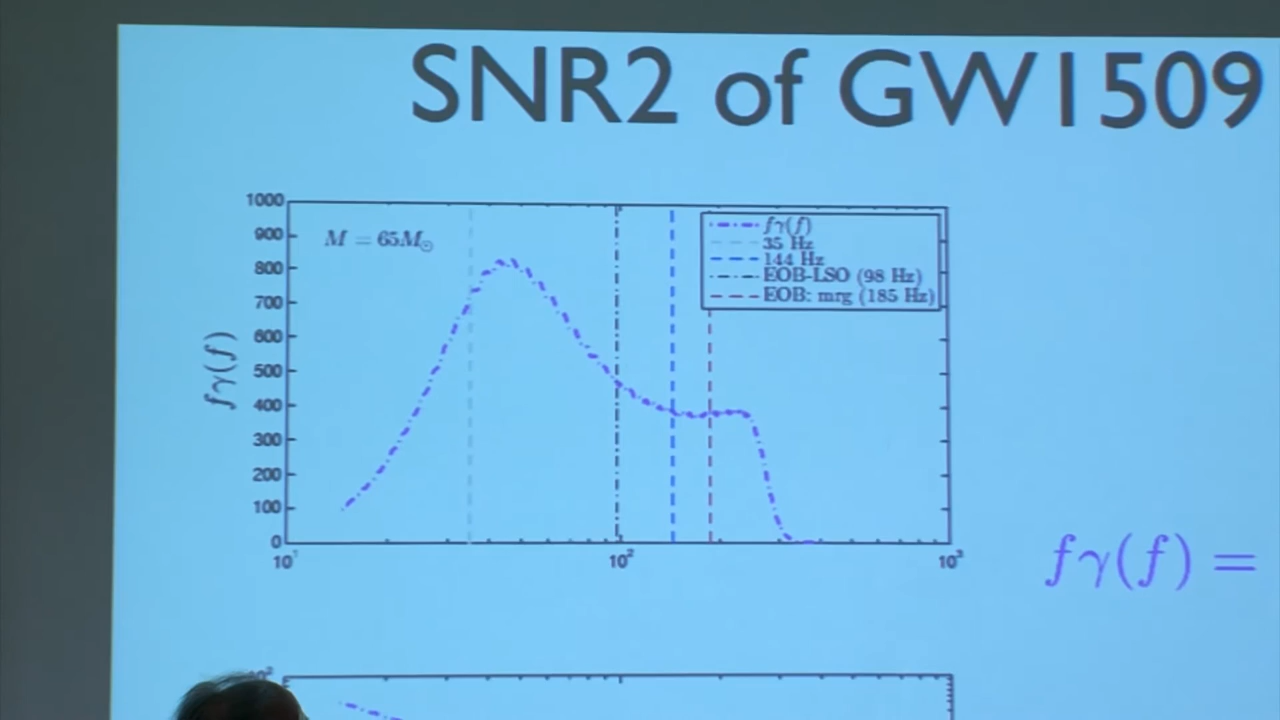 SNR2 of GW1509
1000
900
800
700
600
500
400
300
200
100
0
fγ(f)
M = 65M⊙
fγ(f)
35 Hz
144 Hz
EOB-LSO (98 Hz)
EOB: mrg (185 Hz)
10¹
10²
10³
fγ(f) =
10²